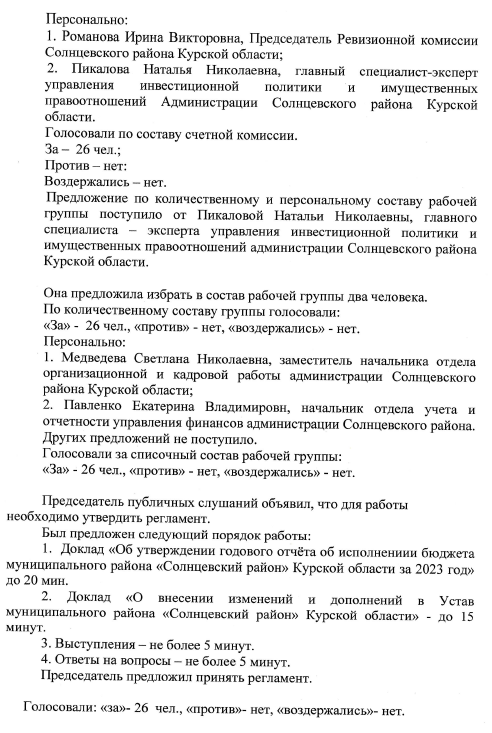 Персонально:
1. Романова Ирина Викторовна, Председатель Ревизионной комиссии
Солнцевского района Курской области;
2. Пикалова Наталья Николаевна, главный специалист-эксперт
управления инвестиционной политики и имущественных
правоотношений Администрации Солнцевского района Курской
области.
Голосовали по составу счетной комиссии.
За – 26 чел.;
Против – нет:
Воздержались – нет.
Предложение по количественному и персональному составу рабочей
группы поступило от Пикаловой Натальи Николаевны, главного
специалиста – эксперта управления инвестиционной политики и
имущественных правоотношений администрации Солнцевского района
Курской области.
Она предложила избрать в состав рабочей группы два человека.
По количественному составу группы голосовали:
«За» - 26 чел., «против» - нет, «воздержались» - нет.
Персонально:
1. Медведева Светлана Николаевна, заместитель начальника отдела
организационной и кадровой работы администрации Солнцевского
района Курской области;
2. Павленко Екатерина Владимировн, начальник отдела учета и
отчетности управления финансов администрации Солнцевского района.
Других предложений не поступило.
Голосовали за списочный состав рабочей группы:
«За» - 26 чел., «против» - нет, «воздержались» - нет.
Председатель публичных слушаний объявил, что для работы
необходимо утвердить регламент.
Был предложен следующий порядок работы:
1. Доклад «Об утверждении годового отчёта об исполнениии бюджета
муниципального района «Солнцевский район» Курской области за 2023 год»
до 20 мин.
2. Доклад «О внесении изменений и дополнений в Устав
муниципального района «Солнцевский район» Курской области» - до 15
минут.
3. Выступления – не более 5 минут.
4. Ответы на вопросы – не более 5 минут.
Председатель предложил принять регламент.
Голосовали: «за»- 26 чел., «против»- нет, «воздержались»- нет.